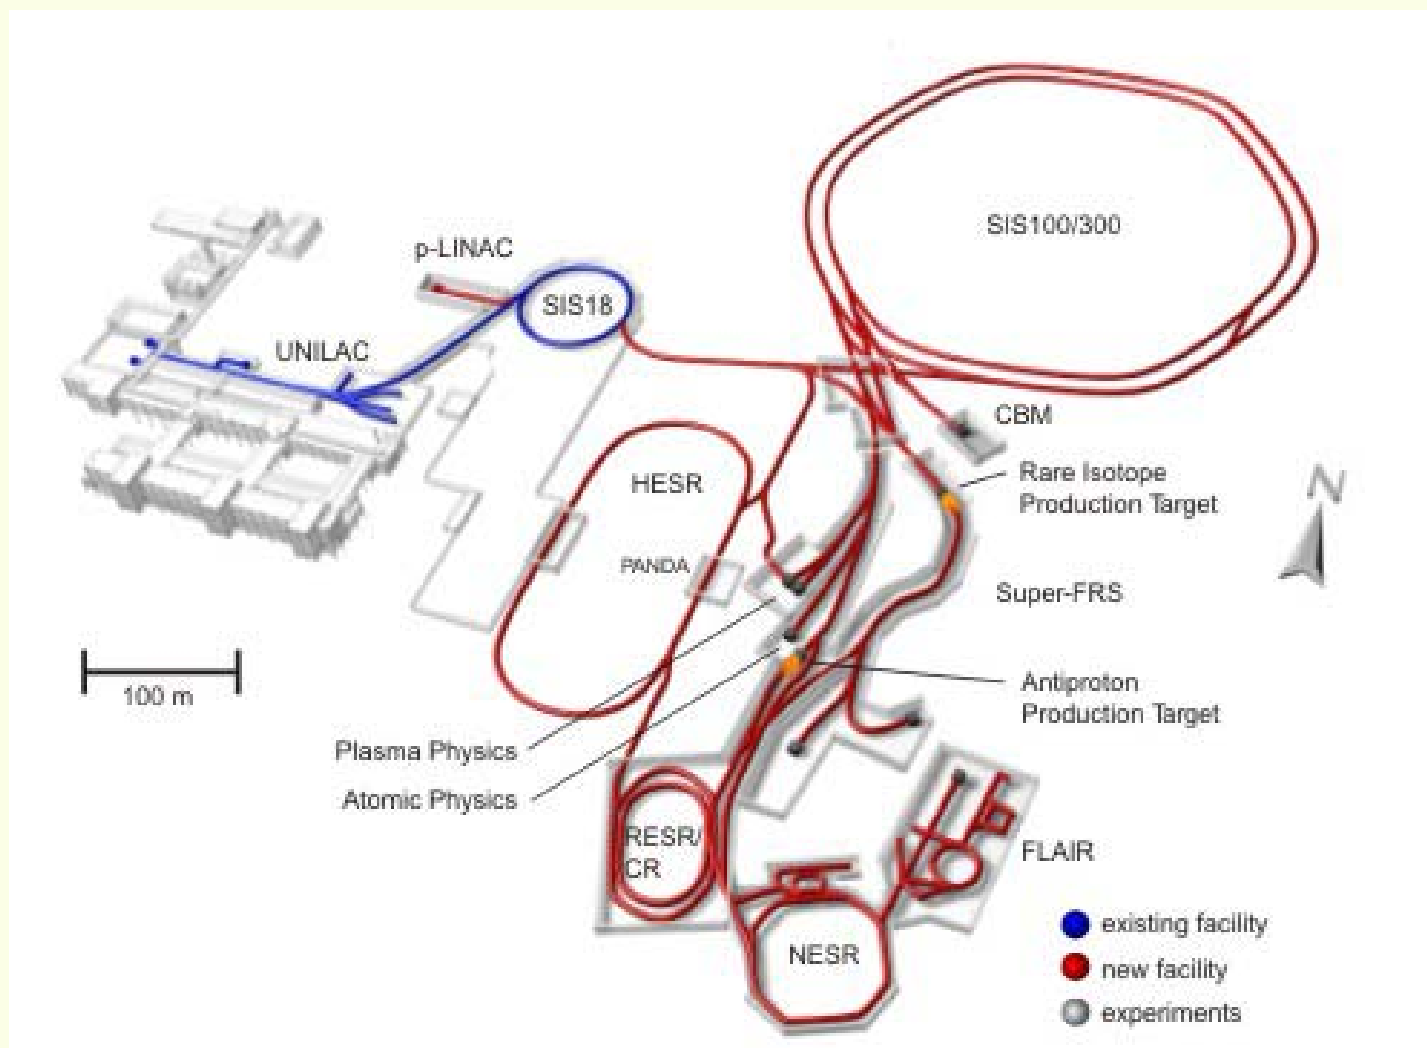 SIS100/300
p-LINAC
SIS18
UNILAC
CBM
HESR
Rare Isotope
Production Target
N
PANDA
Super-FRS
100 m
Antiproton
Production Target
Plasma Physics
Atomic Physics
RESR/
CR
FLAIR
NESR
existing facility
new facility
experiments